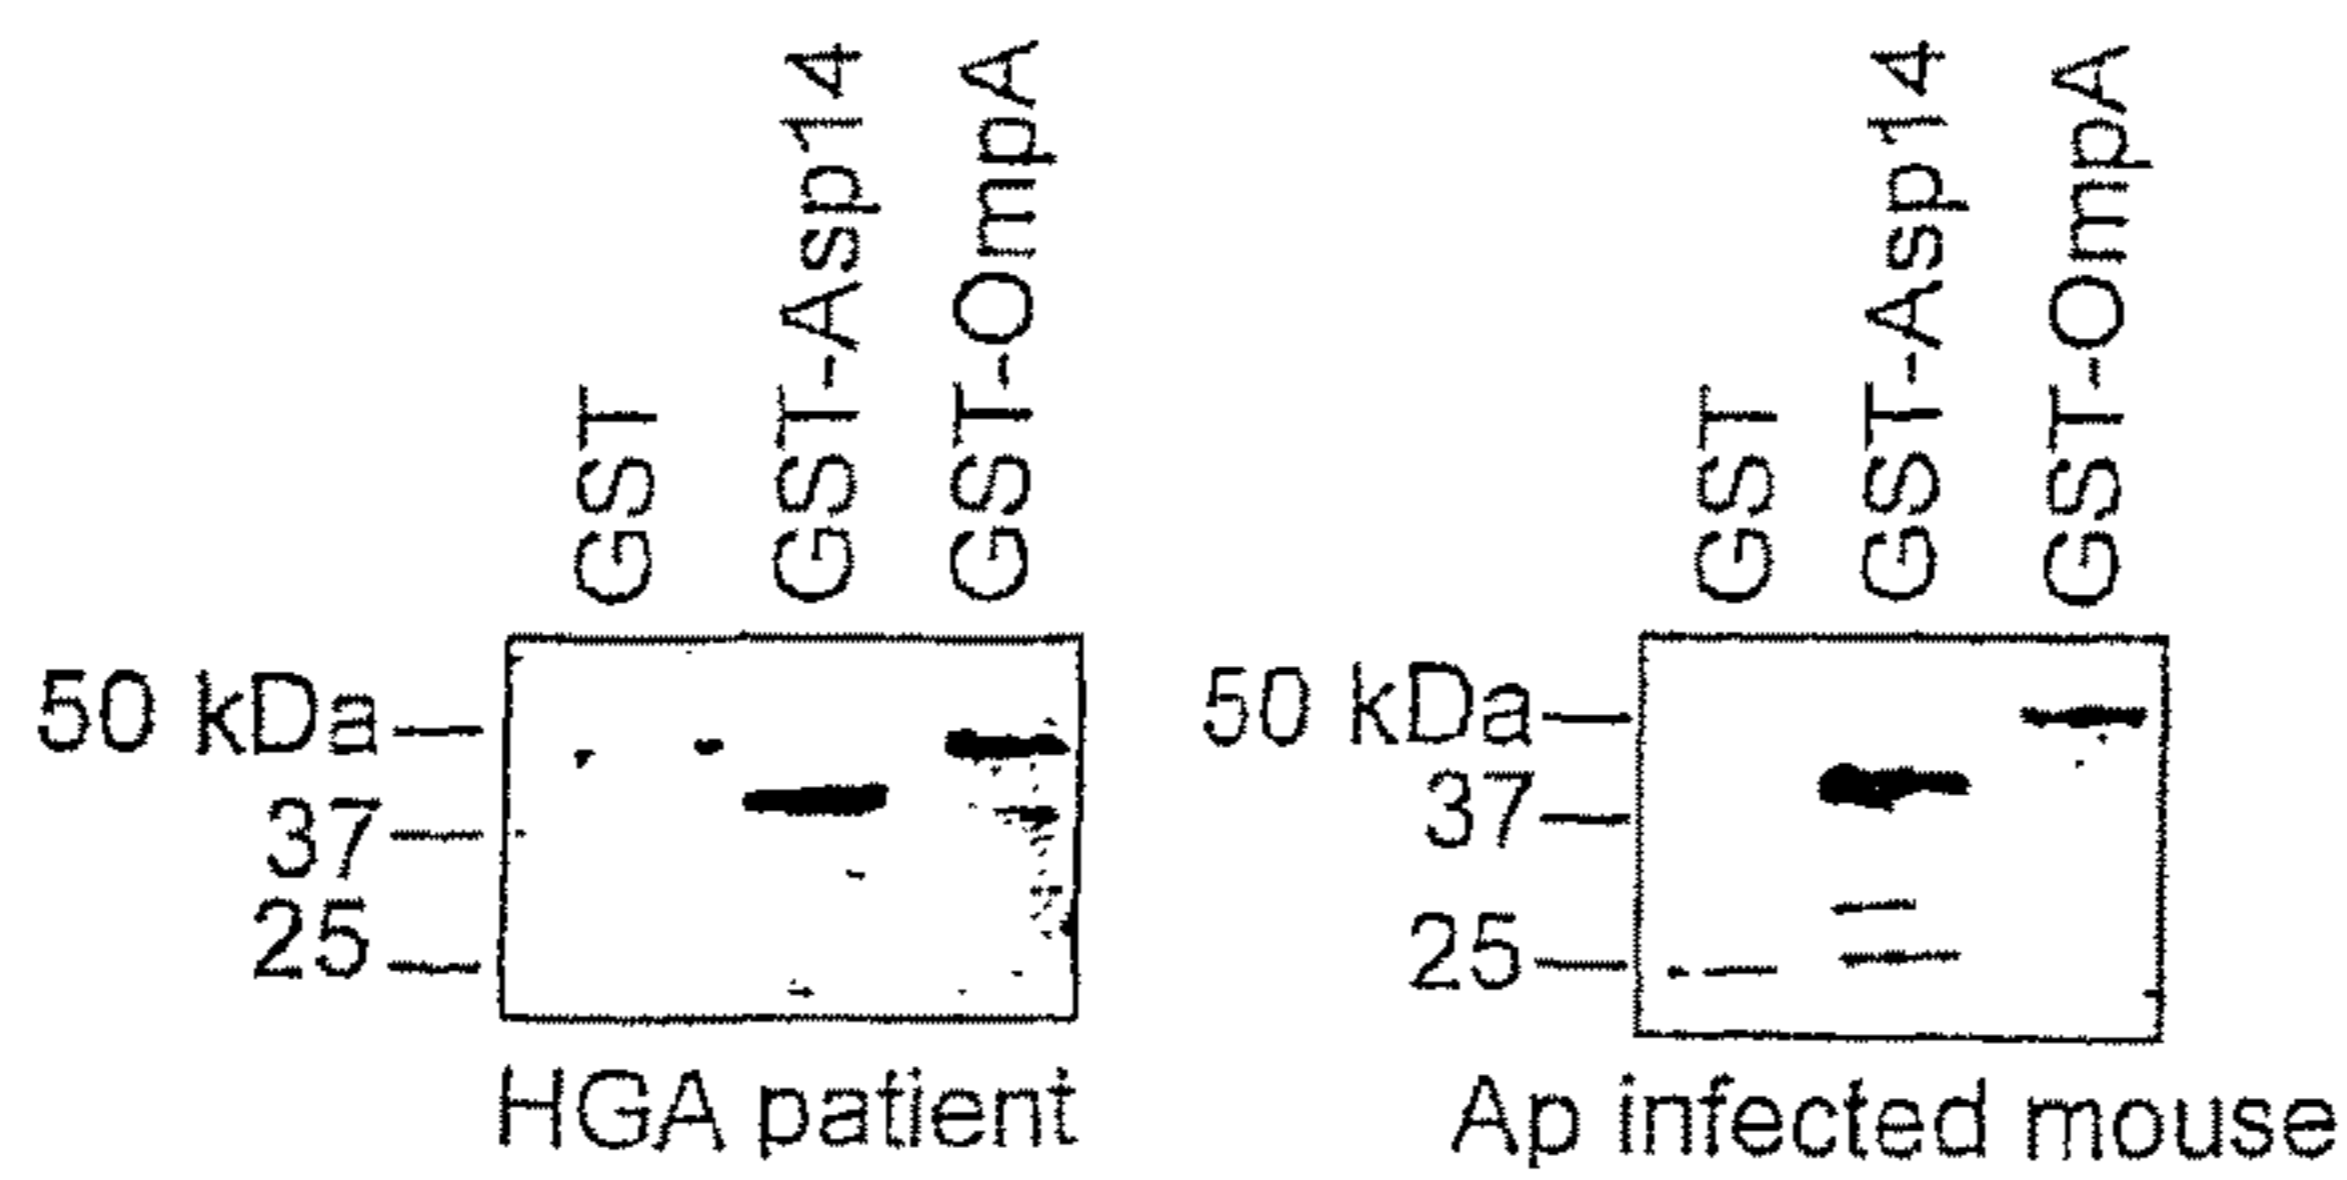 GST
GST-Asp14
GST-OmpA
50 kDa
37
25
HGA patient
GST
GST-Asp14
GST-OmpA
50 kDa
37
25
Ap infected mouse